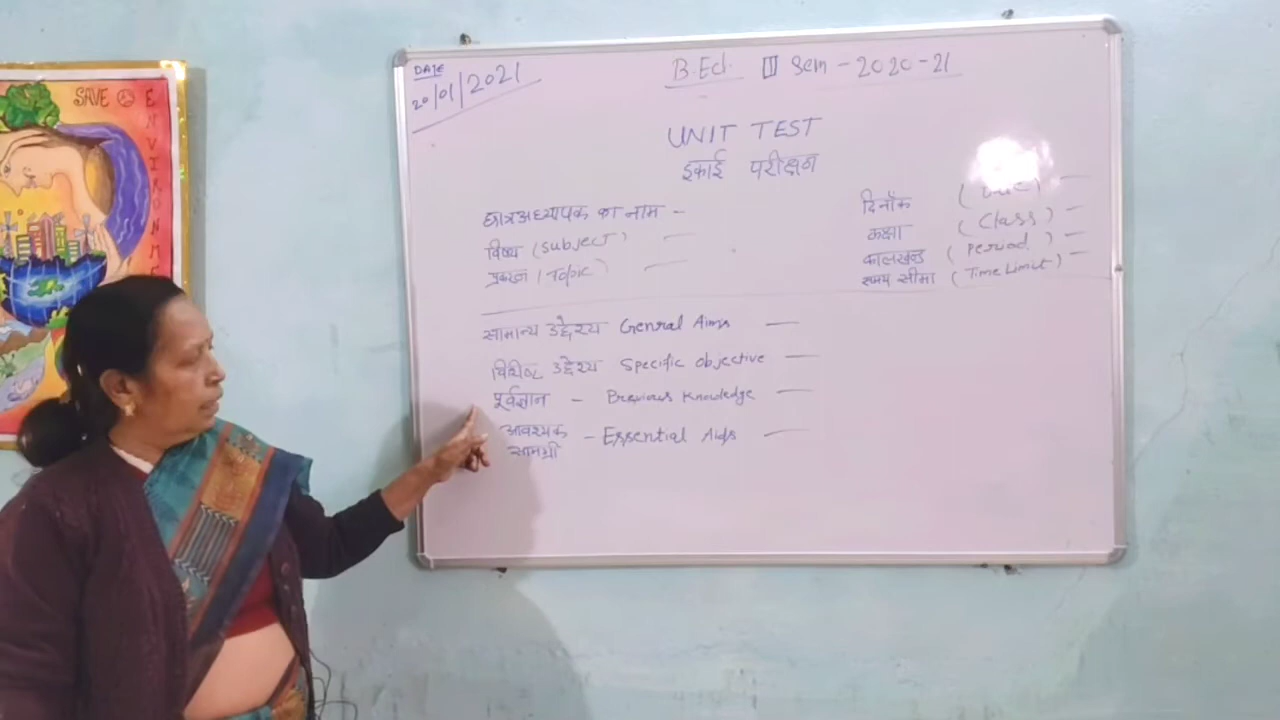 SAVE
ENVIRONME
DATE
20/01/2021
B.Ed. III Sem - 2020-21
UNIT TEST
इकाई परीक्षण
छात्रअध्यापक का नाम -
विषय (subject) -
प्रकरण (Topic) -
दिनाँक ( ) -
कक्षा (Class) -
कालखण्ड (Period) -
समय सीमा (Time Limit) -
सामान्य उद्देश्य Genral Aims -
विशिष्ट उद्देश्य Specific Objective -
पूर्वज्ञान - Previous Knowledge -
आवश्यक सामग्री - Essential Aids -